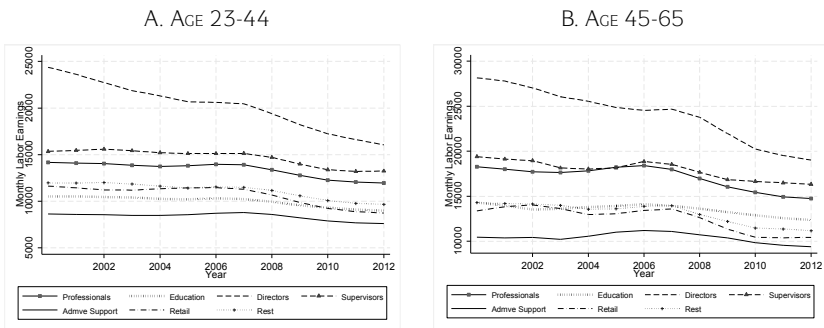 A. AGE 23-44
25000
20000
15000
10000
5000
Monthly Labor Earnings
2002 2004 2006 2008 2010 2012
Year
Professionals Education Directors Supervisors
Admve Support Retail Rest
B. AGE 45-65
30000
25000
20000
15000
10000
Monthly Labor Earnings
2002 2004 2006 2008 2010 2012
Year
Professionals Education Directors Supervisors
Admve Support Retail Rest